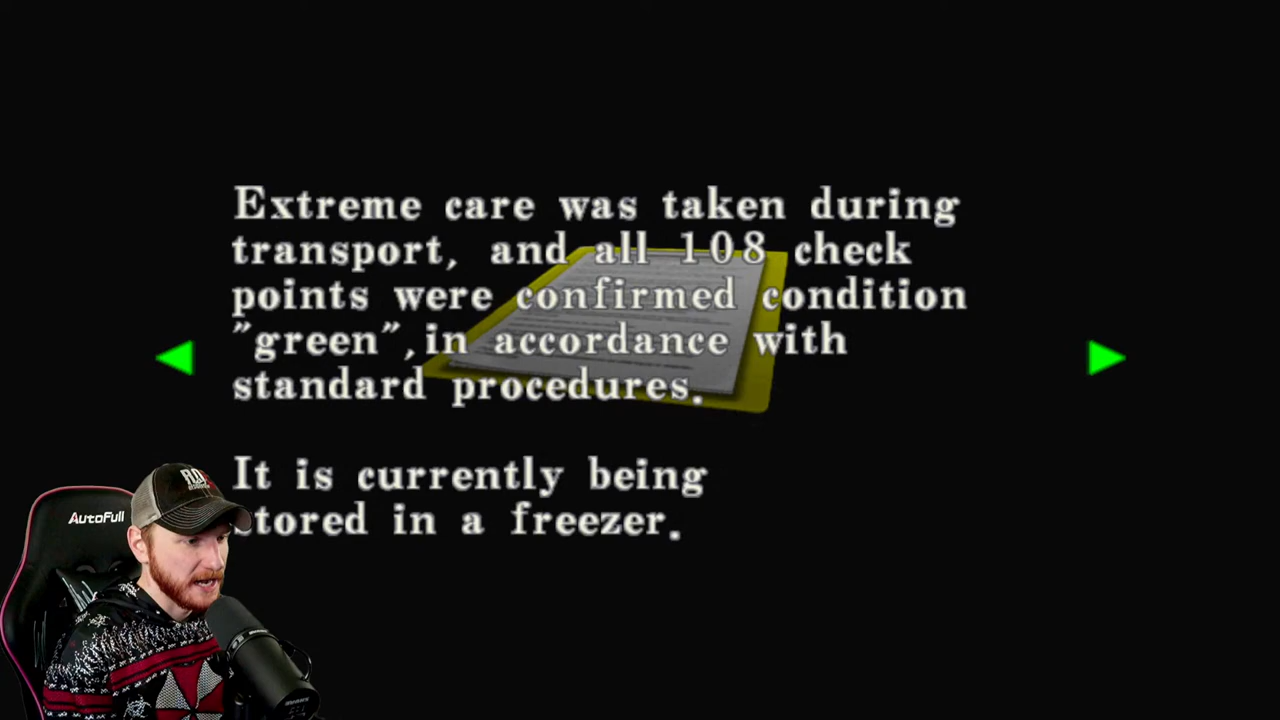 Extreme care was taken during
transport, and all 108 check
points were confirmed condition
"green",in accordance with
standard procedures.
It is currently being
stored in a freezer.
AutoFull